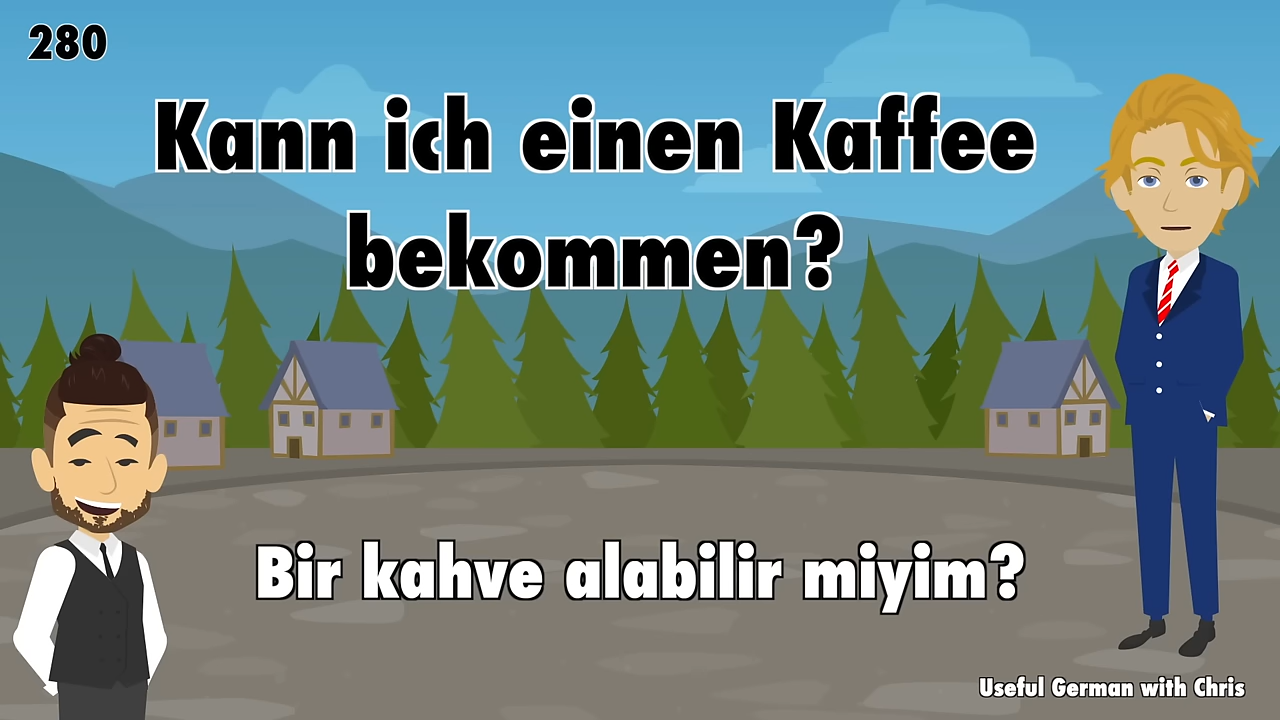 280
Kann ich einen Kaffee
bekommen?
Bir kahve alabilir miyim?
Useful German with Chris